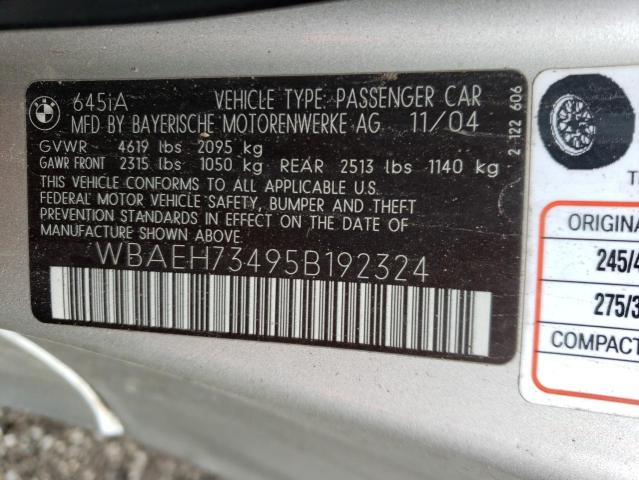 BMW
645iA VEHICLE TYPE: PASSENGER CAR
MFD BY BAYERISCHE MOTORENWERKE AG 11/04
GVWR 4619 lbs 2095 kg
GAWR FRONT 2315 lbs 1050 kg REAR 2513 lbs 1140 kg
THIS VEHICLE CONFORMS TO ALL APPLICABLE U.S.
FEDERAL MOTOR VEHICLE SAFETY, BUMPER AND THEFT
PREVENTION STANDARDS IN EFFECT ON THE DATE OF
MANUFACTURE SHOWN ABOVE.
WBAEH73495B192324
2 122 606
ORIGINA
245/4
275/3
COMPACT